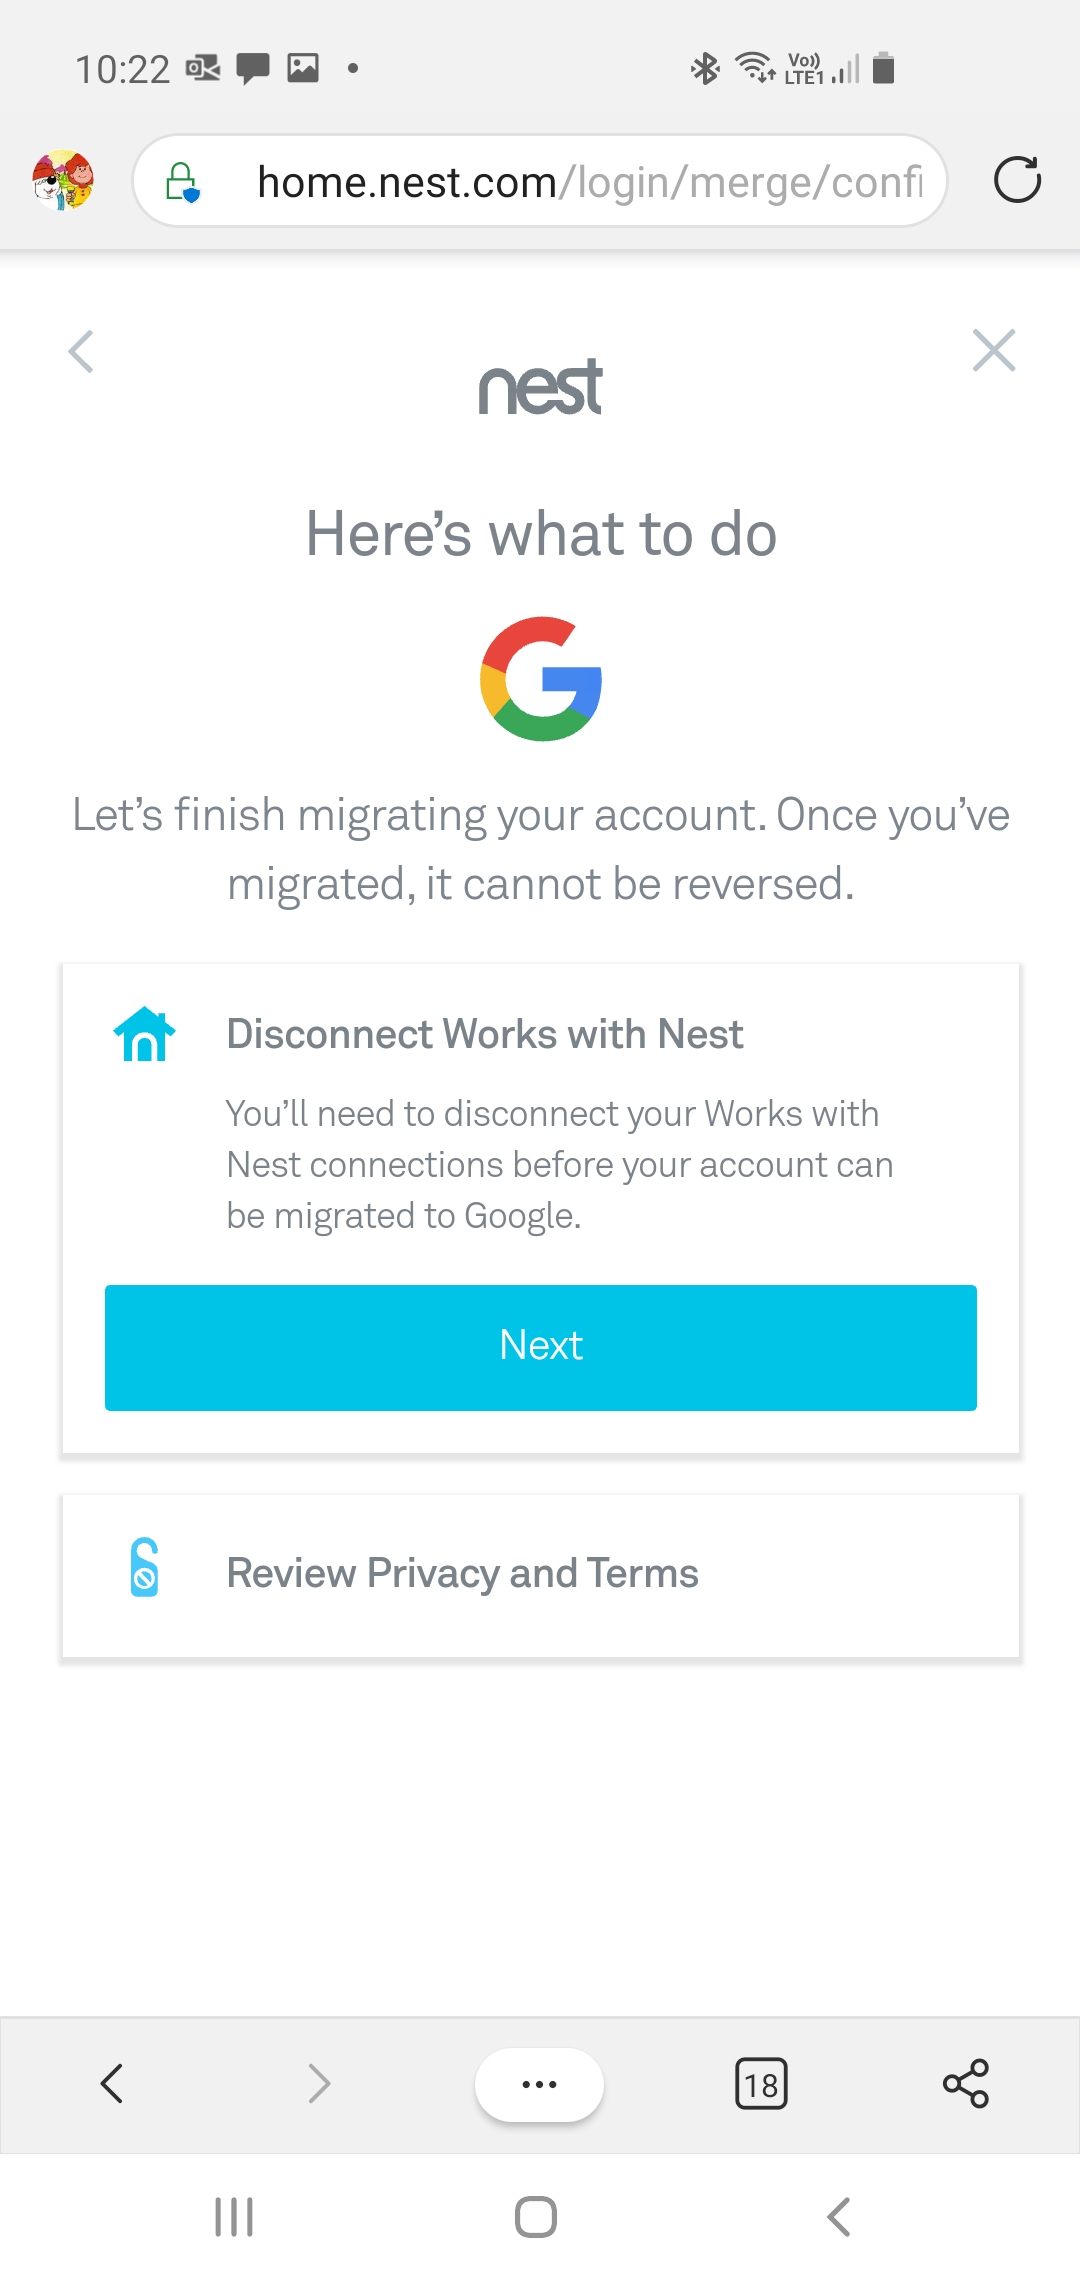 10:22
Vo)) LTE1
home.nest.com/login/merge/confi
nest
Here’s what to do
Let’s finish migrating your account. Once you’ve
migrated, it cannot be reversed.
Disconnect Works with Nest
You’ll need to disconnect your Works with
Nest connections before your account can
be migrated to Google.
Next
Review Privacy and Terms
18